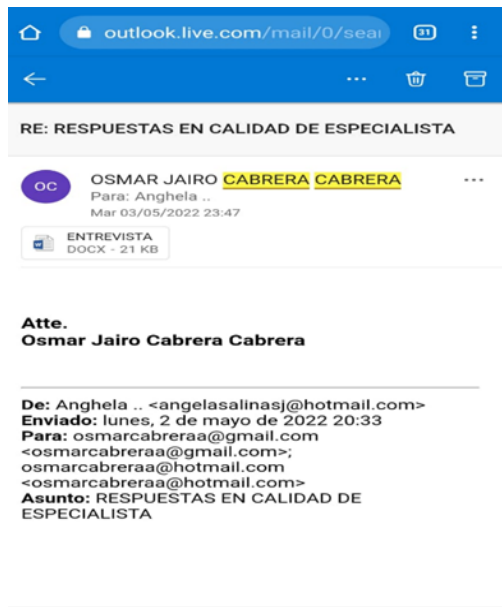 outlook.live.com/mail/0/sear
31
RE: RESPUESTAS EN CALIDAD DE ESPECIALISTA
OC
OSMAR JAIRO CABRERA CABRERA
Para: Anghela ..
Mar 03/05/2022 23:47
ENTREVISTA
DOCX - 21 KB
Atte.
Osmar Jairo Cabrera Cabrera
De: Anghela .. <angelasalinasj@hotmail.com>
Enviado: lunes, 2 de mayo de 2022 20:33
Para: osmarcabreraa@gmail.com
<osmarcabreraa@gmail.com>;
osmarcabreraa@hotmail.com
<osmarcabreraa@hotmail.com>
Asunto: RESPUESTAS EN CALIDAD DE
ESPECIALISTA